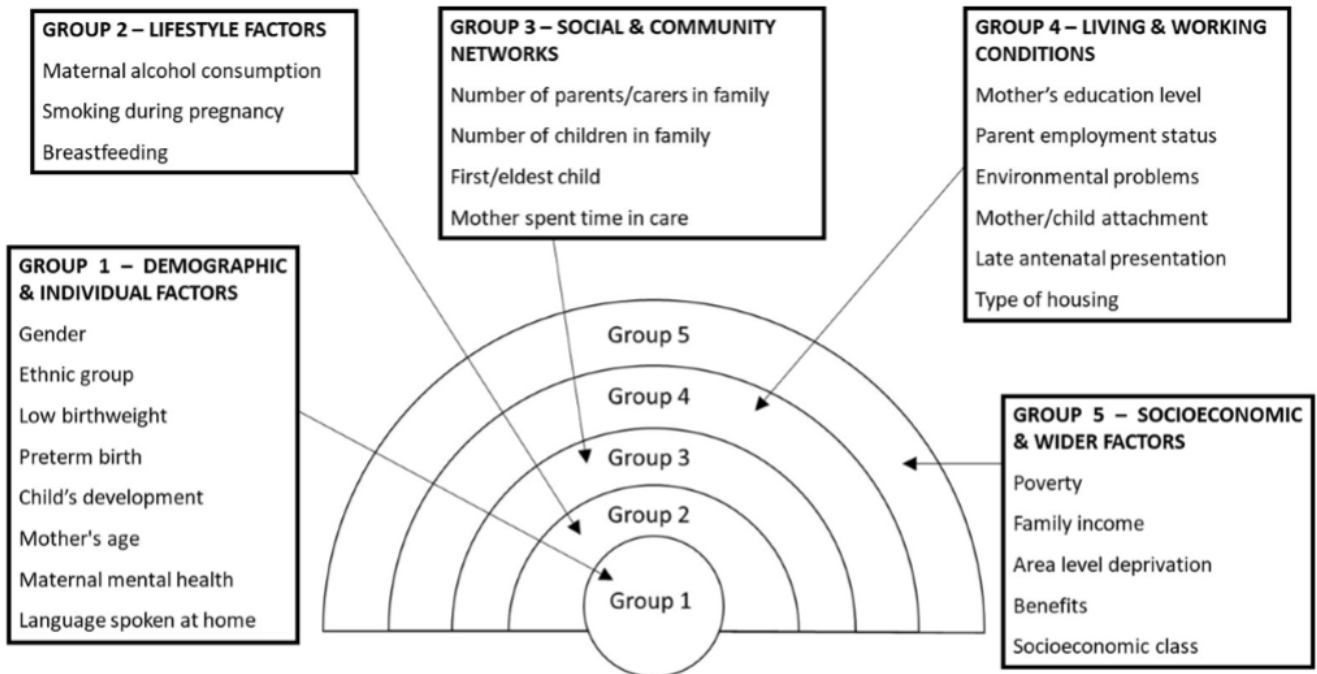 GROUP 2 – LIFESTYLE FACTORS
Maternal alcohol consumption
Smoking during pregnancy
Breastfeeding
GROUP 3 – SOCIAL & COMMUNITY
NETWORKS
Number of parents/carers in family
Number of children in family
First/eldest child
Mother spent time in care
GROUP 4 – LIVING & WORKING
CONDITIONS
Mother’s education level
Parent employment status
Environmental problems
Mother/child attachment
Late antenatal presentation
Type of housing
GROUP 1 – DEMOGRAPHIC
& INDIVIDUAL FACTORS
Gender
Ethnic group
Low birthweight
Preterm birth
Child’s development
Mother's age
Maternal mental health
Language spoken at home
Group 5
Group 4
Group 3
Group 2
Group 1
GROUP 5 – SOCIOECONOMIC
& WIDER FACTORS
Poverty
Family income
Area level deprivation
Benefits
Socioeconomic class